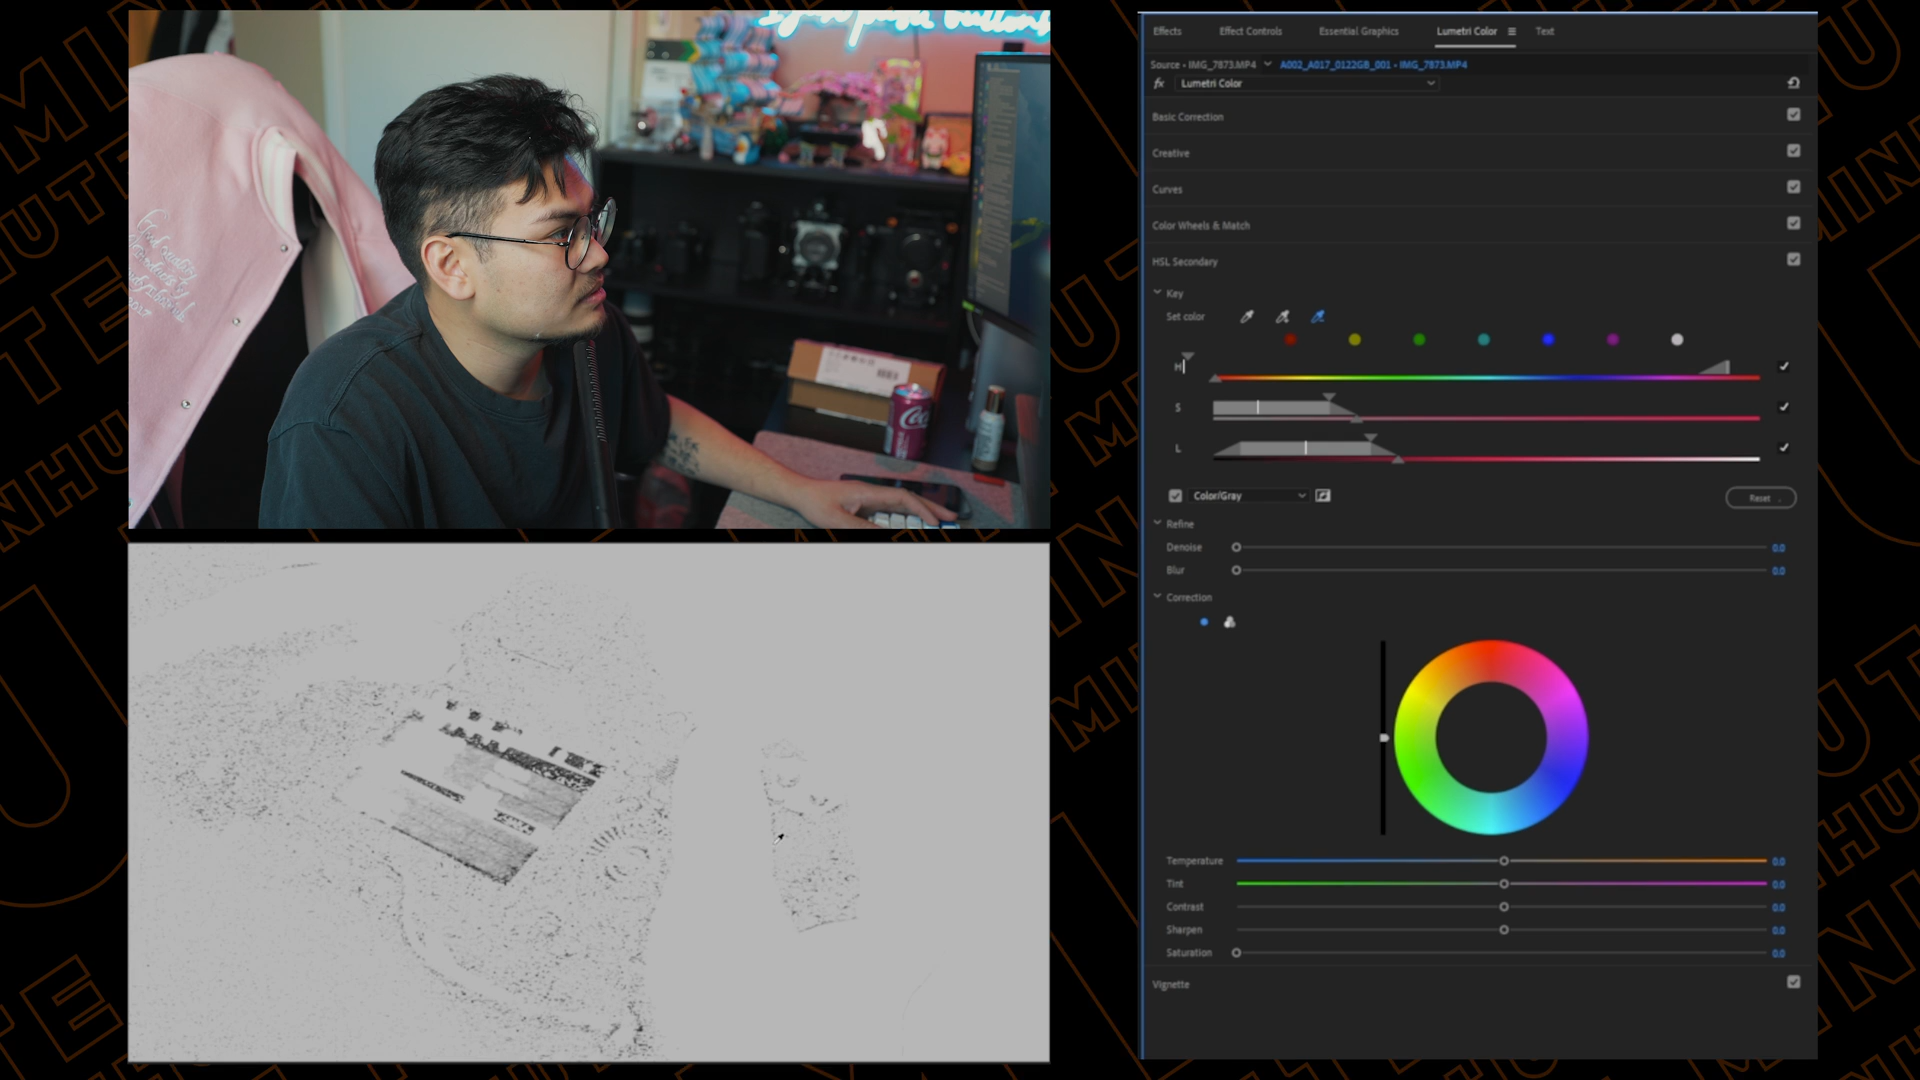 Effects
Effect Controls
Essential Graphics
Lumetri Color
Text
Source • IMG_7873.MP4
A002_A017_0122GB_001 • IMG_7873.MP4
fx
Lumetri Color
Basic Correction
Creative
Curves
Color Wheels & Match
HSL Secondary
Key
Set color
H
S
L
Color/Gray
Reset
Refine
Denoise
0.0
Blur
0.0
Correction
Temperature
0.0
Tint
0.0
Contrast
0.0
Sharpen
0.0
Saturation
0.0
Vignette